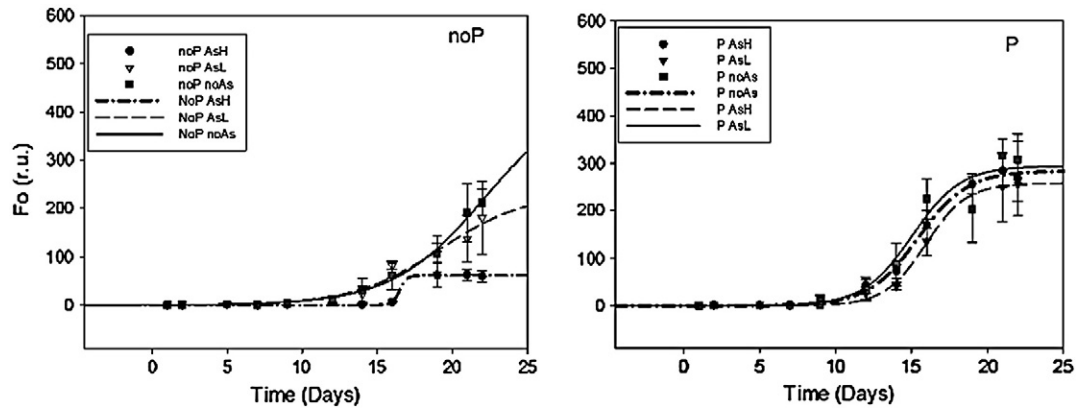 600
500
400
300
200
100
0
Fo (r.u.)
noP
noP AsH
noP AsL
noP noAs
NoP AsH
NoP AsL
NoP noAs
0 5 10 15 20 25
Time (Days)
600
500
400
300
200
100
0
P
P AsH
P AsL
P noAs
P noAs
P AsH
P AsL
0 5 10 15 20 25
Time (Days)